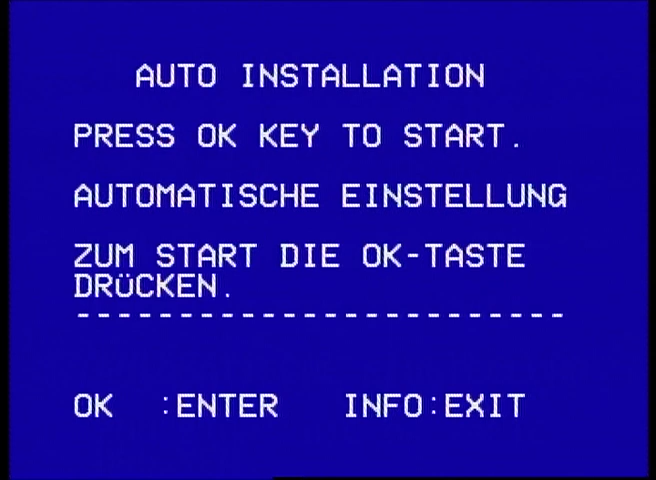 AUTO INSTALLATION
PRESS OK KEY TO START.
AUTOMATISCHE EINSTELLUNG
ZUM START DIE OK-TASTE
DRÜCKEN.
------------------------
OK :ENTER INFO:EXIT